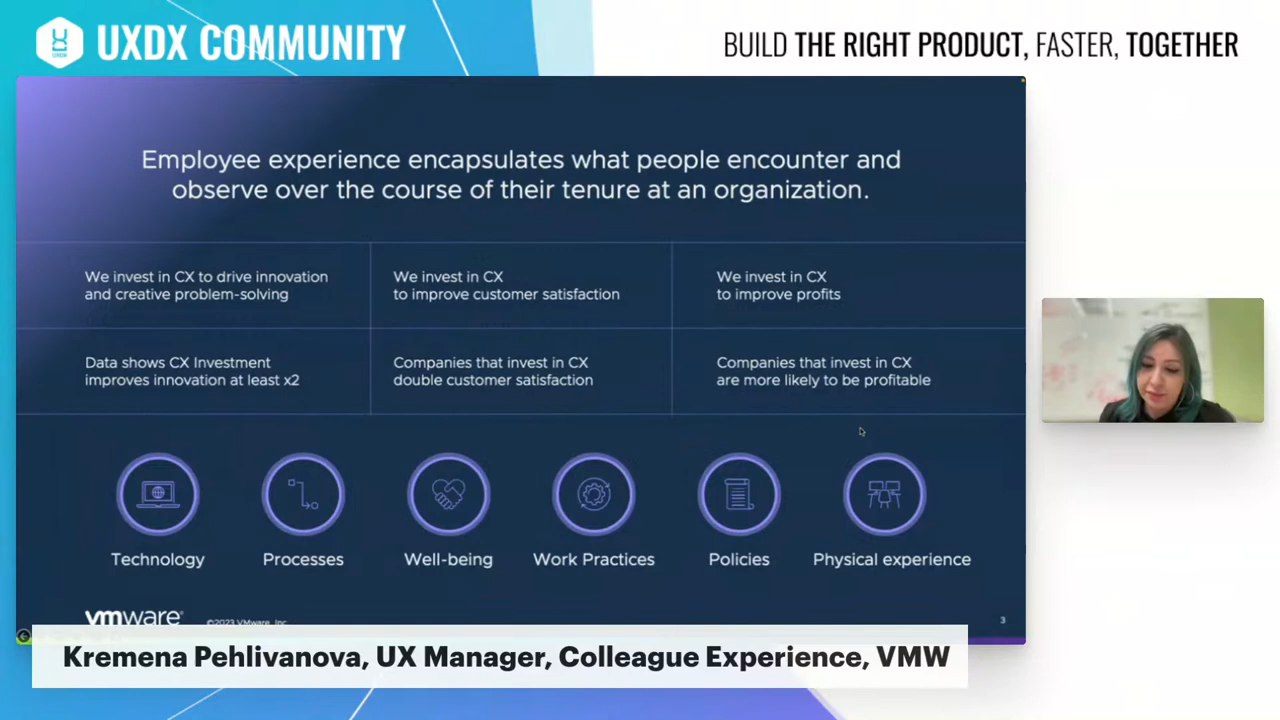 UXDX COMMUNITY
BUILD THE RIGHT PRODUCT, FASTER, TOGETHER
Employee experience encapsulates what people encounter and
observe over the course of their tenure at an organization.
We invest in CX to drive innovation
and creative problem-solving
We invest in CX
to improve customer satisfaction
We invest in CX
to improve profits
Data shows CX Investment
improves innovation at least x2
Companies that invest in CX
double customer satisfaction
Companies that invest in CX
are more likely to be profitable
Technology
Processes
Well-being
Work Practices
Policies
Physical experience
vmware®
©2023 VMware, Inc.
3
Kremena Pehlivanova, UX Manager, Colleague Experience, VMW